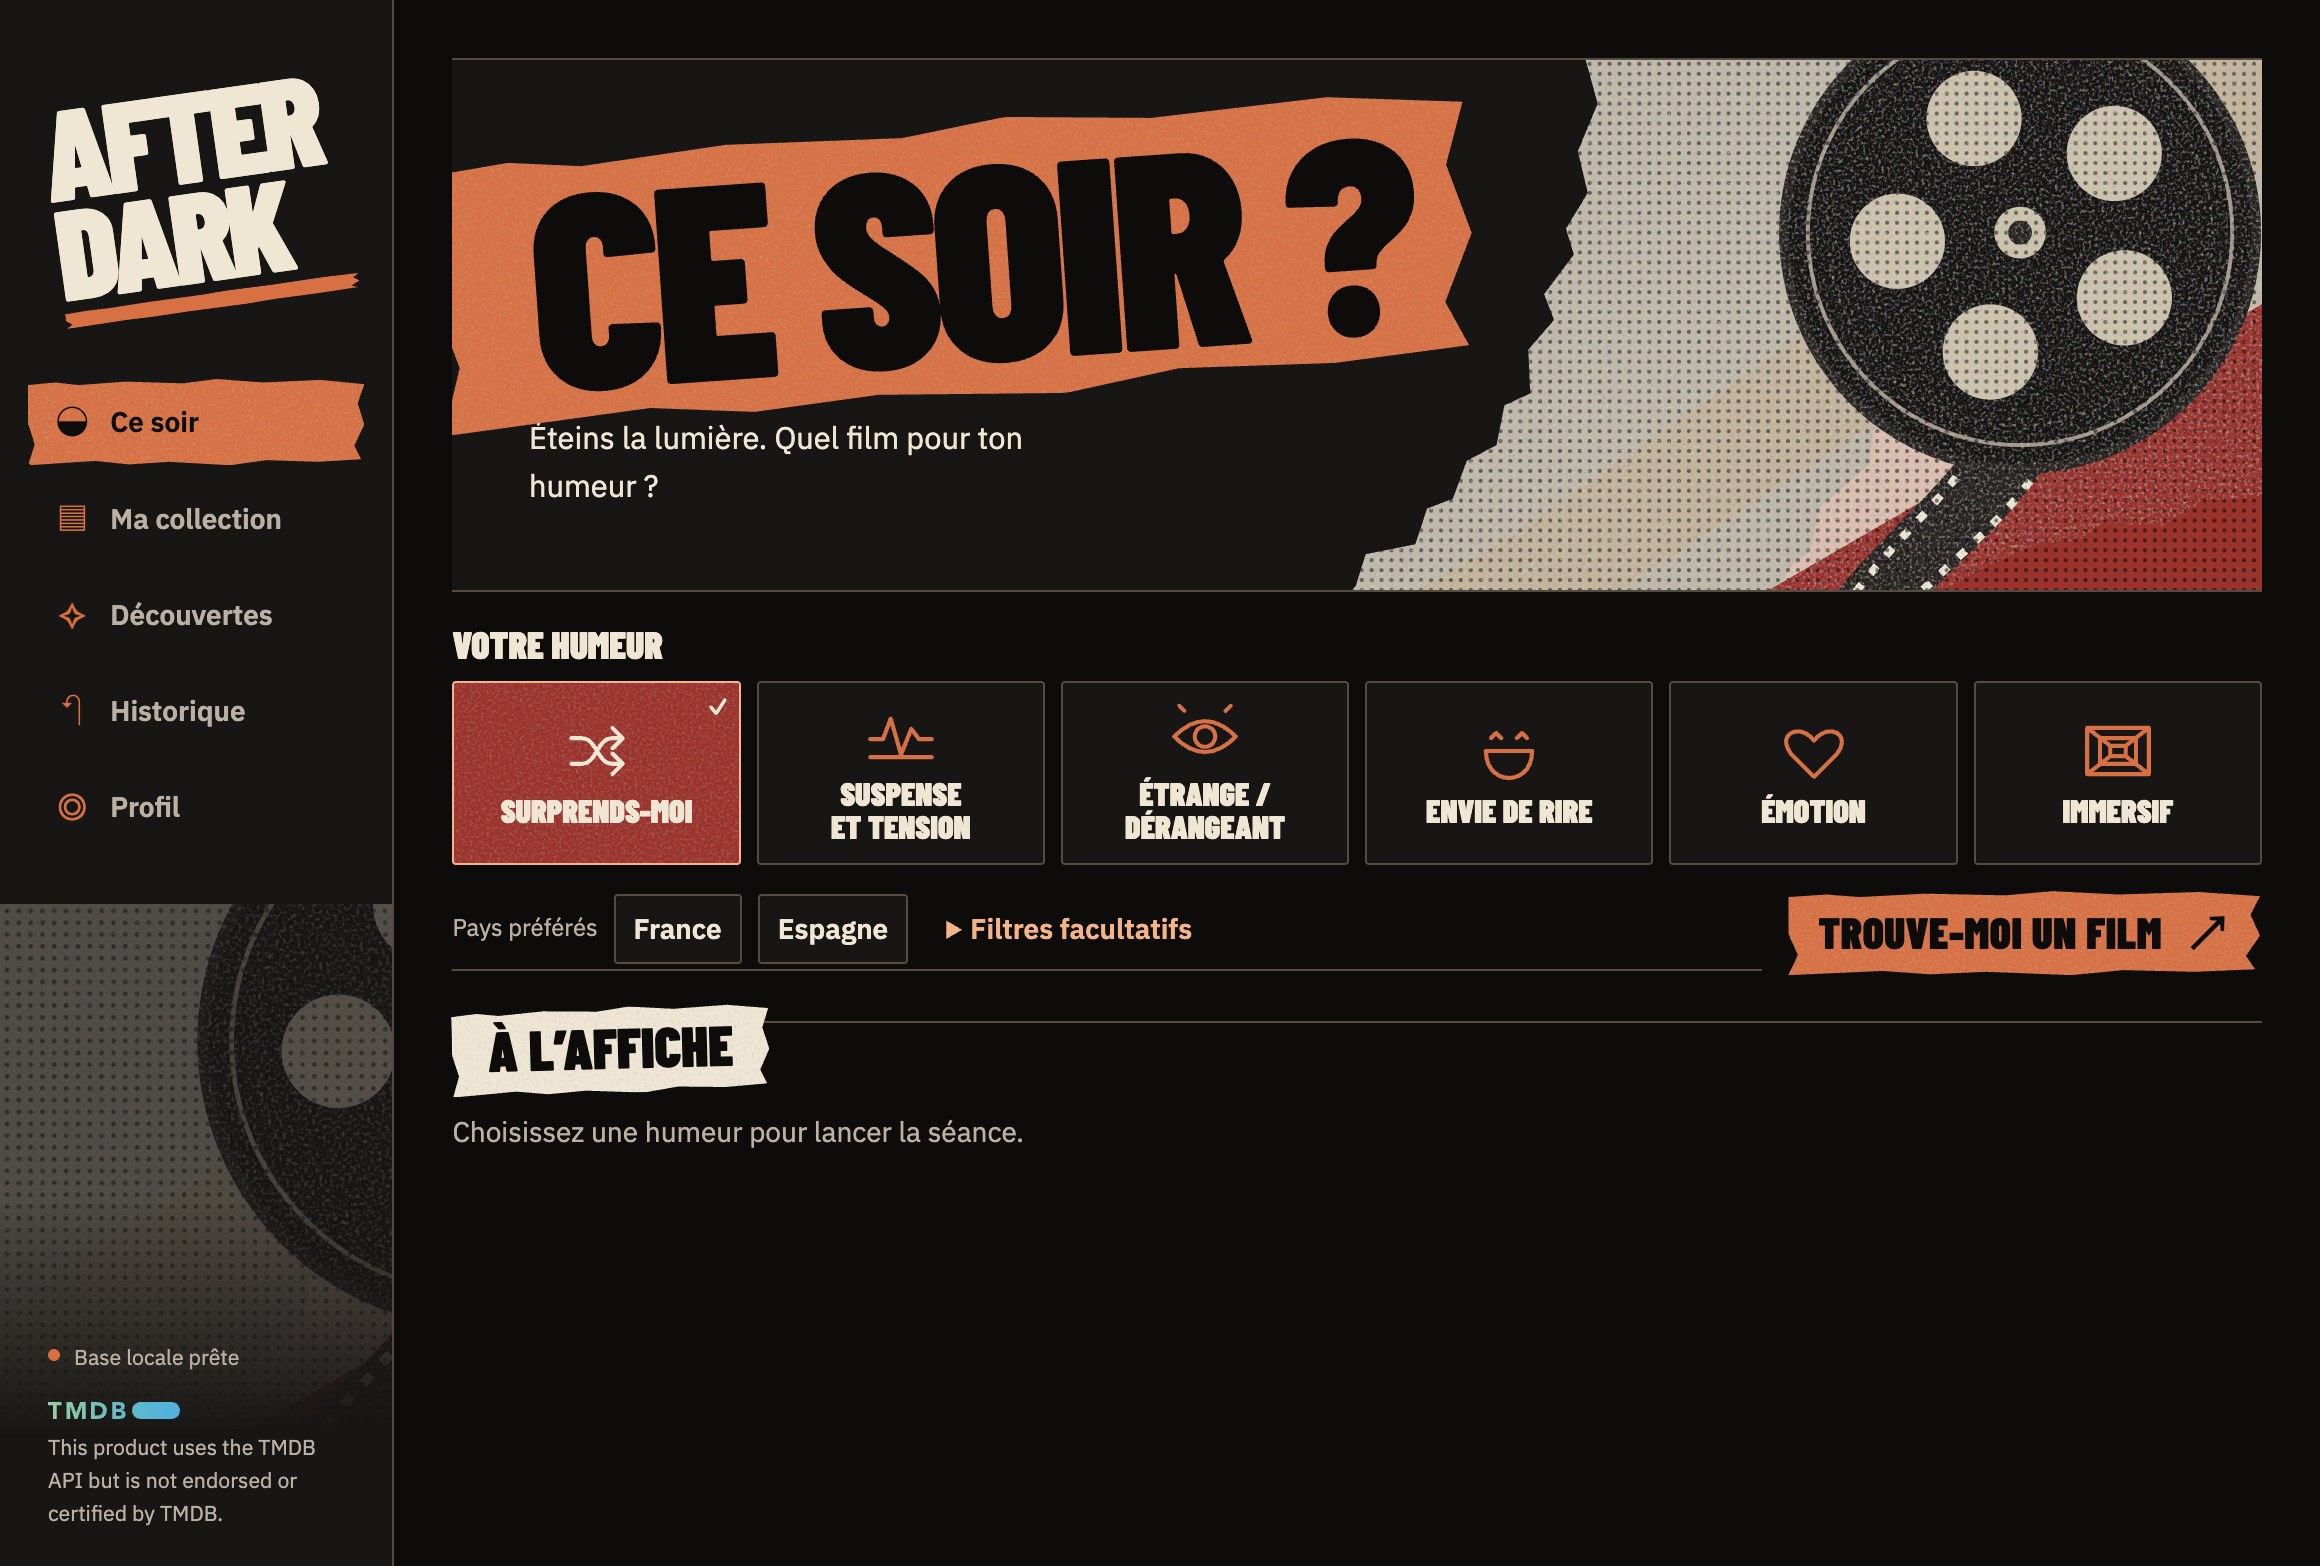 AFTER
DARK
Ce soir
Ma collection
Découvertes
Historique
Profil
Base locale prête
TMDB
This product uses the TMDB
API but is not endorsed or
certified by TMDB.
CE SOIR ?
Éteins la lumière. Quel film pour ton
humeur ?
VOTRE HUMEUR
SURPRENDS-MOI
SUSPENSE
ET TENSION
ÉTRANGE /
DÉRANGEANT
ENVIE DE RIRE
ÉMOTION
IMMERSIF
Pays préférés France Espagne ▶ Filtres facultatifs
TROUVE-MOI UN FILM ↗
À L’AFFICHE
Choisissez une humeur pour lancer la séance.